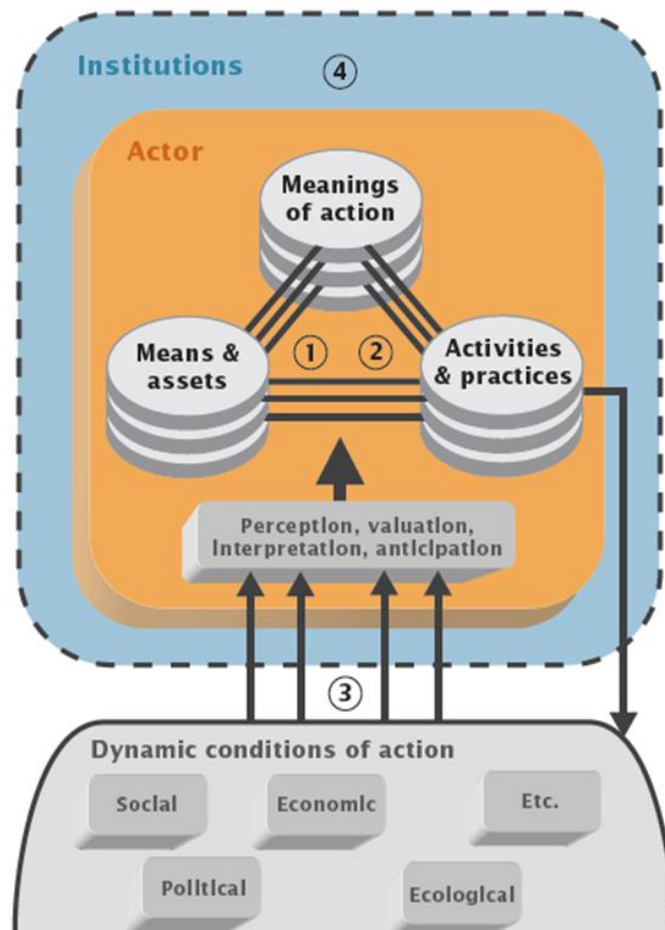 Institutions
④
Actor
Meanings
of action
Means &
assets
①
②
Activities
& practices
Perception, valuation,
interpretation, anticipation
③
Dynamic conditions of action
Social
Economic
Etc.
Political
Ecological